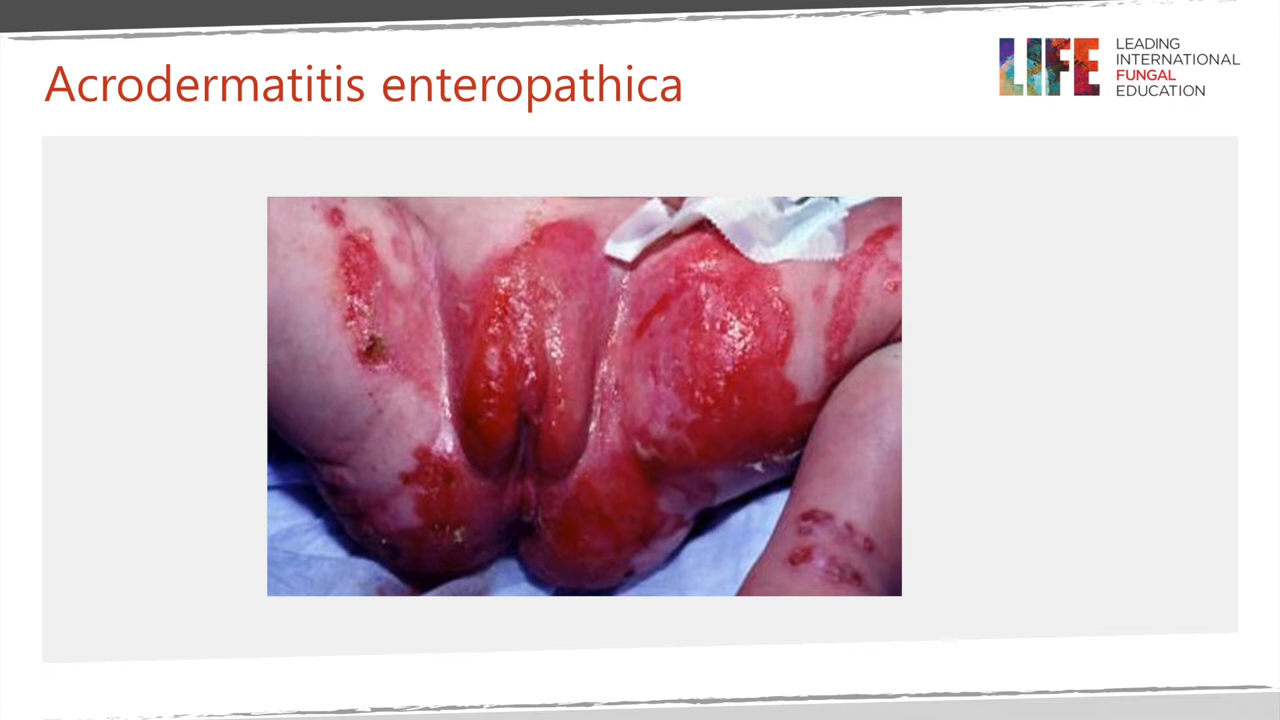 Acrodermatitis enteropathica
LIFE
LEADING
INTERNATIONAL
FUNGAL
EDUCATION